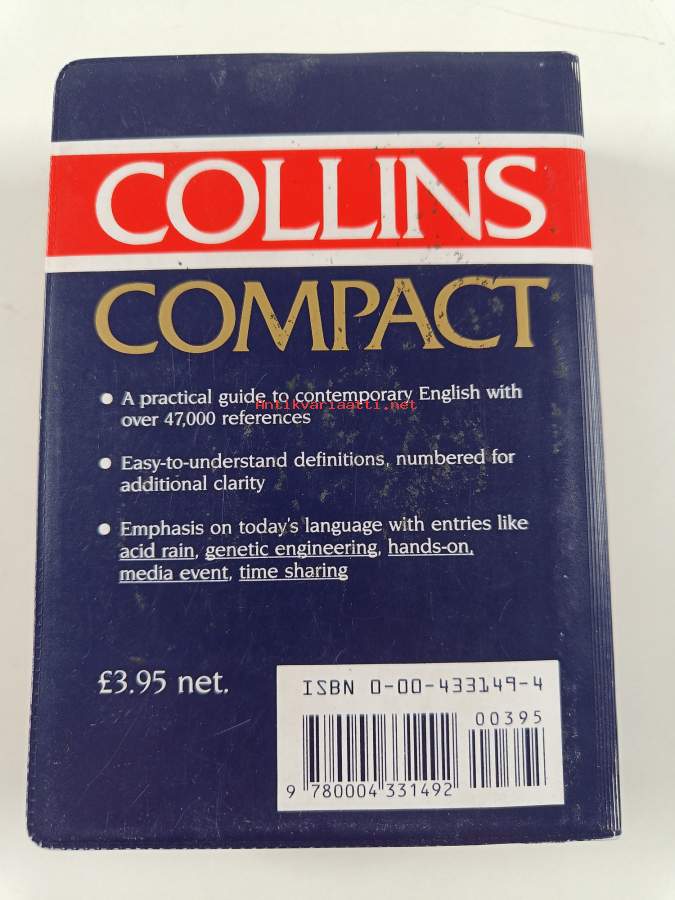 COLLINS
COMPACT
● A practical guide to contemporary English with
Antikvariaatti.net
over 47,000 references
● Easy-to-understand definitions, numbered for
additional clarity
● Emphasis on today's language with entries like
acid rain, genetic engineering, hands-on,
media event, time sharing
£3.95 net.
ISBN 0-00-433149-4
00395
9 780004 331492